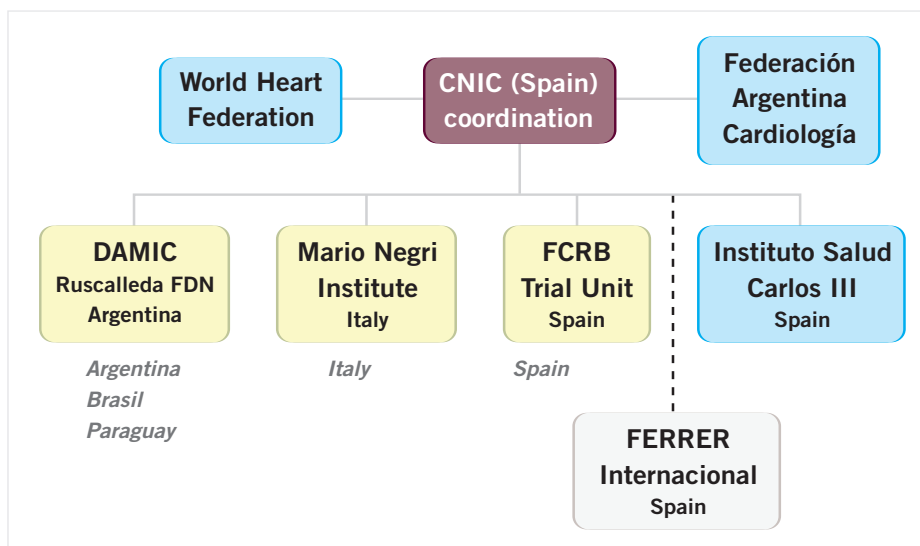 World Heart
Federation
CNIC (Spain)
coordination
Federación
Argentina
Cardiología
DAMIC
Ruscalleda FDN
Argentina
Mario Negri
Institute
Italy
FCRB
Trial Unit
Spain
Instituto Salud
Carlos III
Spain
Argentina
Brasil
Paraguay
Italy
Spain
FERRER
Internacional
Spain